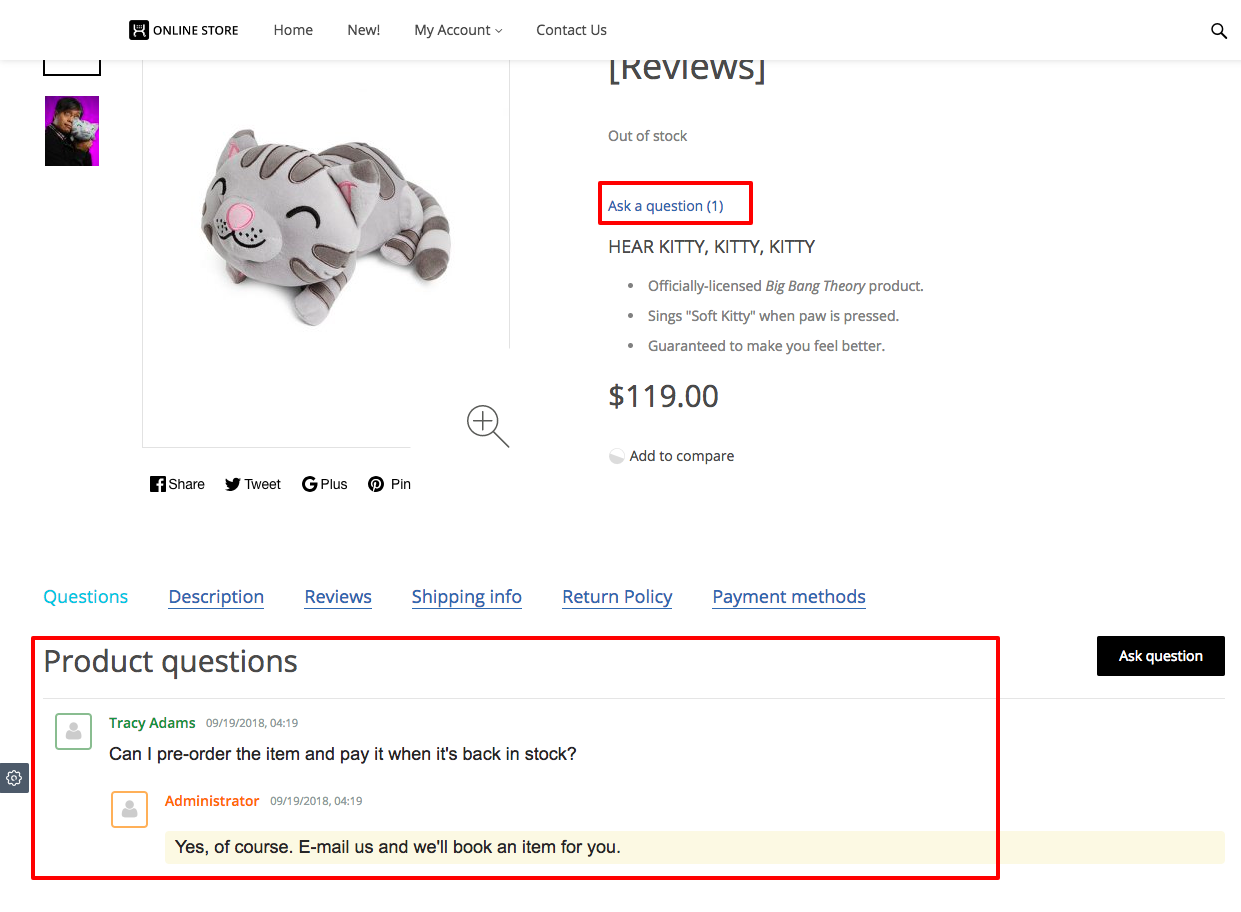 ONLINE STORE Home New! My Account Contact Us
[Reviews]
Out of stock
Ask a question (1)
HEAR KITTY, KITTY, KITTY
Officially-licensed Big Bang Theory product.
Sings "Soft Kitty" when paw is pressed.
Guaranteed to make you feel better.
$119.00
Add to compare
Share Tweet Plus Pin
Questions Description Reviews Shipping info Return Policy Payment methods
Product questions
Ask question
Tracy Adams 09/19/2018, 04:19
Can I pre-order the item and pay it when it's back in stock?
Administrator 09/19/2018, 04:19
Yes, of course. E-mail us and we'll book an item for you.